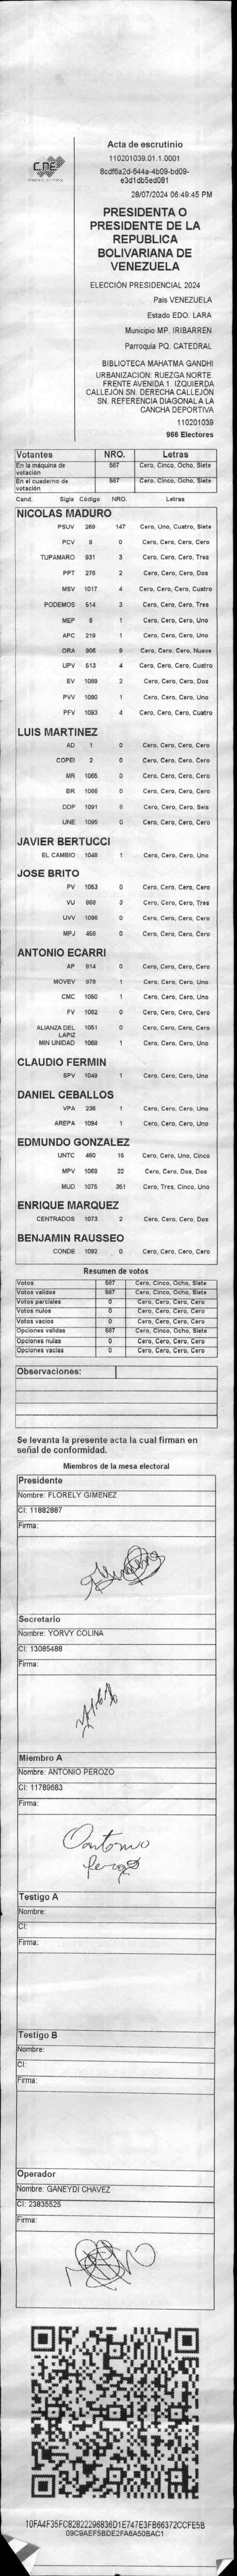 CNE
Acta de escrutinio
110201039.01.1.0001
8cdf6a2d-644a-4b09-bd09-
e3d1db5ed081
28/07/2024 06:49:45 PM
PRESIDENTA O
PRESIDENTE DE LA
REPUBLICA
BOLIVARIANA DE
VENEZUELA
ELECCIÓN PRESIDENCIAL 2024
País VENEZUELA
Estado EDO. LARA
Municipio MP. IRIBARREN
Parroquia PQ. CATEDRAL
BIBLIOTECA MAHATMA GANDHI
URBANIZACION: RUEZGA NORTE
FRENTE AVENIDA 1. IZQUIERDA
CALLEJÓN SN. DERECHA CALLEJÓN
SN. REFERENCIA DIAGONAL A LA
CANCHA DEPORTIVA
110201039
966 Electores
Votantes NRO. Letras
En la máquina de votación 587 Cero, Cinco, Ocho, Siete
En el cuaderno de votación 587 Cero, Cinco, Ocho, Siete
Cand. Sigla Código NRO. Letras
NICOLAS MADURO
PSUV 269 147 Cero, Uno, Cuatro, Siete
PCV 9 0 Cero, Cero, Cero, Cero
TUPAMARO 931 3 Cero, Cero, Cero, Tres
PPT 276 2 Cero, Cero, Cero, Dos
MSV 1017 4 Cero, Cero, Cero, Cuatro
PODEMOS 514 3 Cero, Cero, Cero, Tres
MEP 6 1 Cero, Cero, Cero, Uno
APC 219 1 Cero, Cero, Cero, Uno
ORA 906 9 Cero, Cero, Cero, Nueve
UPV 513 4 Cero, Cero, Cero, Cuatro
EV 1089 2 Cero, Cero, Cero, Dos
PVV 1090 1 Cero, Cero, Cero, Uno
PFV 1093 4 Cero, Cero, Cero, Cuatro
LUIS MARTINEZ
AD 1 0 Cero, Cero, Cero, Cero
COPEI 2 0 Cero, Cero, Cero, Cero
MR 1065 0 Cero, Cero, Cero, Cero
BR 1066 0 Cero, Cero, Cero, Cero
DDP 1091 6 Cero, Cero, Cero, Seis
UNE 1095 0 Cero, Cero, Cero, Cero
JAVIER BERTUCCI
EL CAMBIO 1048 1 Cero, Cero, Cero, Uno
JOSE BRITO
PV 1053 0 Cero, Cero, Cero, Cero
VU 869 3 Cero, Cero, Cero, Tres
UVV 1096 0 Cero, Cero, Cero, Cero
MPJ 458 0 Cero, Cero, Cero, Cero
ANTONIO ECARRI
AP 814 0 Cero, Cero, Cero, Cero
MOVEV 978 1 Cero, Cero, Cero, Uno
CMC 1050 1 Cero, Cero, Cero, Uno
FV 1062 0 Cero, Cero, Cero, Cero
ALIANZA DEL LAPIZ 1051 0 Cero, Cero, Cero, Cero
MIN UNIDAD 1068 1 Cero, Cero, Cero, Uno
CLAUDIO FERMIN
SPV 1049 1 Cero, Cero, Cero, Uno
DANIEL CEBALLOS
VPA 236 1 Cero, Cero, Cero, Uno
AREPA 1094 1 Cero, Cero, Cero, Uno
EDMUNDO GONZALEZ
UNTC 460 15 Cero, Cero, Uno, Cinco
MPV 1069 22 Cero, Cero, Dos, Dos
MUD 1075 351 Cero, Tres, Cinco, Uno
ENRIQUE MARQUEZ
CENTRADOS 1073 2 Cero, Cero, Cero, Dos
BENJAMIN RAUSSEO
CONDE 1092 0 Cero, Cero, Cero, Cero
Resumen de votos
Votos 587 Cero, Cinco, Ocho, Siete
Votos validos 587 Cero, Cinco, Ocho, Siete
Votos parciales 0 Cero, Cero, Cero, Cero
Votos nulos 0 Cero, Cero, Cero, Cero
Votos vacios 0 Cero, Cero, Cero, Cero
Opciones validas 587 Cero, Cinco, Ocho, Siete
Opciones nulas 0 Cero, Cero, Cero, Cero
Opciones vacias 0 Cero, Cero, Cero, Cero
Observaciones:
Se levanta la presente acta la cual firman en
señal de conformidad.
Miembros de la mesa electoral
Presidente
Nombre: FLORELY GIMENEZ
CI: 11882887
Firma:
Secretario
Nombre: YORVY COLINA
CI: 13085488
Firma:
Miembro A
Nombre: ANTONIO PEROZO
CI: 11789683
Firma:
Antonio
Perozo
Testigo A
Nombre:
CI:
Firma:
Testigo B
Nombre:
CI:
Firma:
Operador
Nombre: GANEYDI CHAVEZ
CI: 23835525
Firma:
10FA4F35FC82822296836D1E747E3FB66372CCFE5B
09C9AEF5BDE2FA6A50BAC1